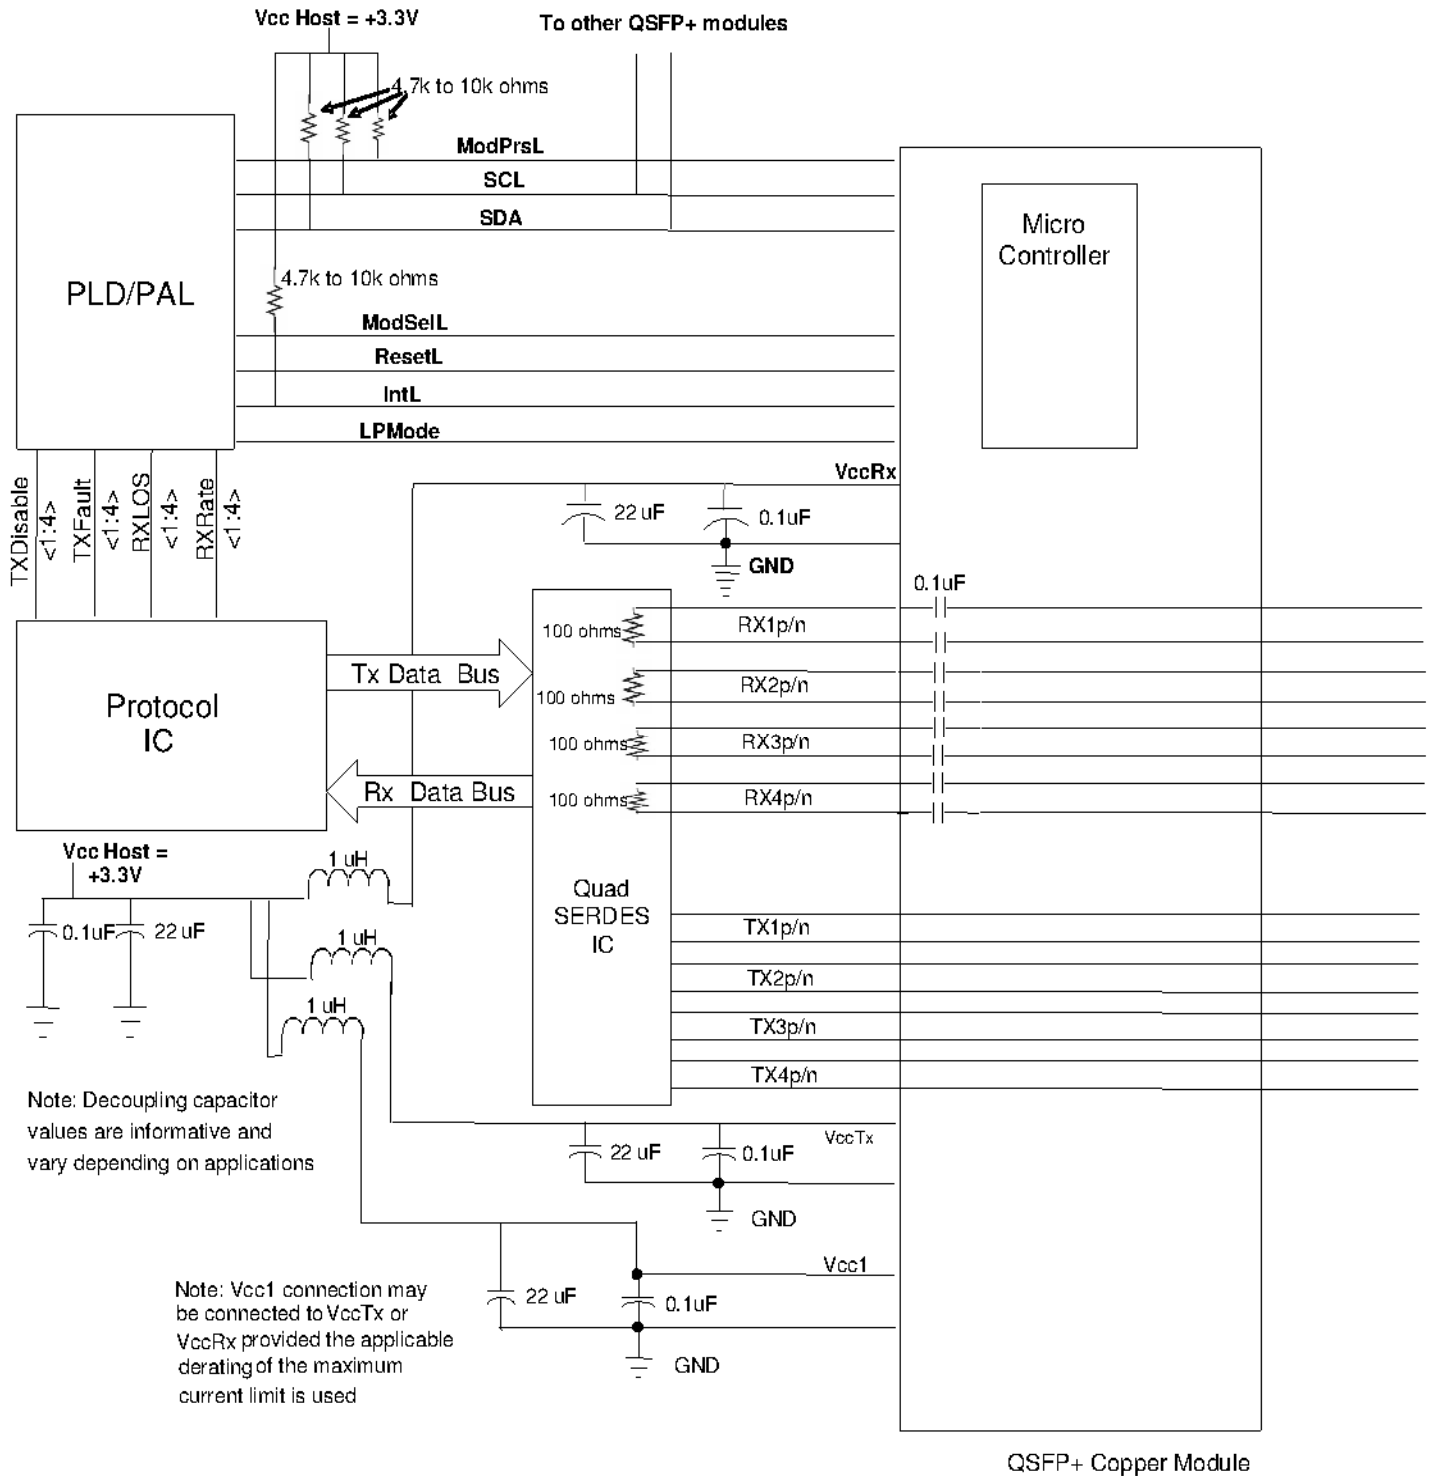 Vcc Host = +3.3V
To other QSFP+ modules
4.7k to 10k ohms
ModPrsL
SCL
SDA
4.7k to 10k ohms
PLD/PAL
Micro
Controller
ModSelL
ResetL
IntL
LPMode
VccRx
TXDisable
<1:4>
TXFault
<1:4>
RXLOS
<1:4>
RXRate
<1:4>
22 uF
0.1uF
GND
0.1uF
100 ohms
RX1p/n
Tx Data Bus
100 ohms
RX2p/n
Protocol
IC
100 ohms
RX3p/n
Rx Data Bus
100 ohms
RX4p/n
Vcc Host =
+3.3V
1 uH
Quad
SERDES
IC
0.1uF
22 uF
1 uH
1 uH
TX1p/n
TX2p/n
TX3p/n
TX4p/n
Note: Decoupling capacitor
values are informative and
vary depending on applications
VccTx
22 uF
0.1uF
GND
Vcc1
Note: Vcc1 connection may
be connected to VccTx or
VccRx provided the applicable
derating of the maximum
current limit is used
22 uF
0.1uF
GND
QSFP+ Copper Module